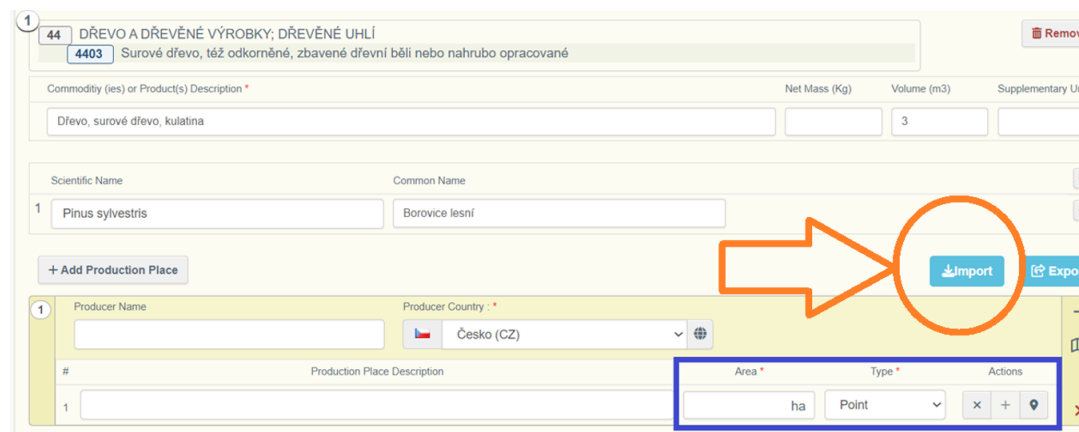 1
44 DŘEVO A DŘEVĚNÉ VÝROBKY; DŘEVĚNÉ UHLÍ
4403 Surové dřevo, též odkorněné, zbavené dřevní běli nebo nahrubo opracované
Remov
Commoditiy (ies) or Product(s) Description * Net Mass (Kg) Volume (m3) Supplementary Un
Dřevo, surové dřevo, kulatina 3
Scientific Name Common Name
1 Pinus sylvestris Borovice lesní
+ Add Production Place Import Expo
1 Producer Name Producer Country : *
Česko (CZ)
# Production Place Description Area * Type * Actions
1 ha Point